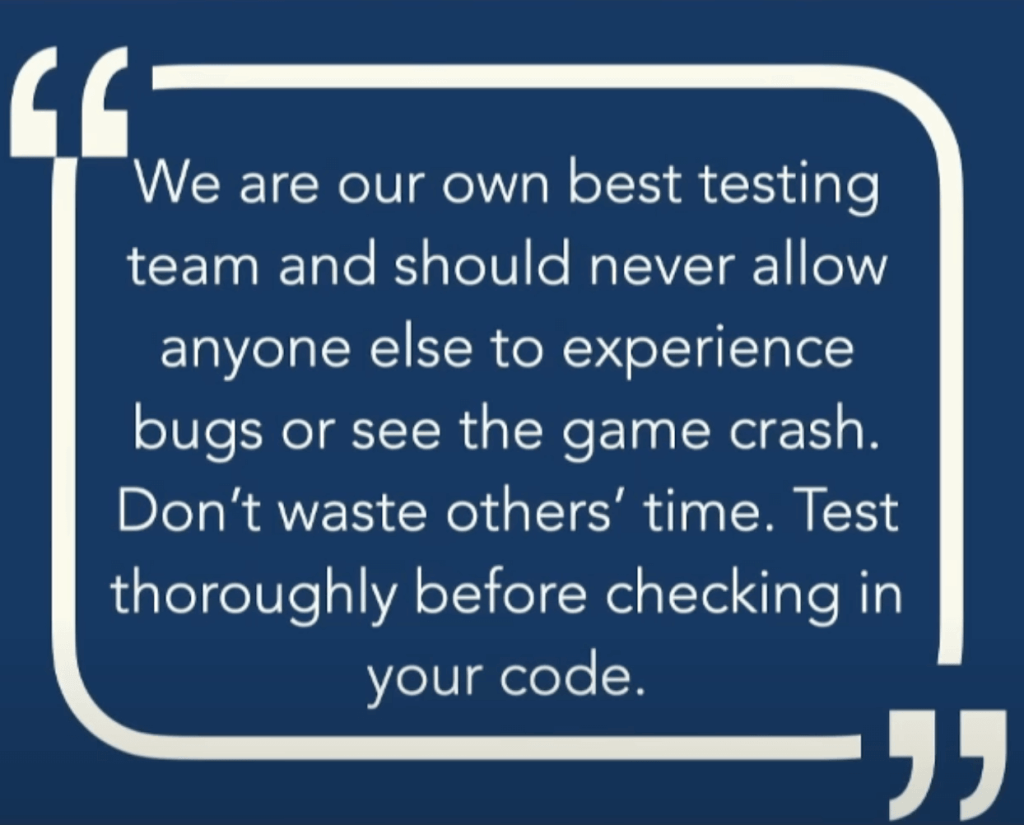 We are our own best testing
team and should never allow
anyone else to experience
bugs or see the game crash.
Don’t waste others’ time. Test
thoroughly before checking in
your code.